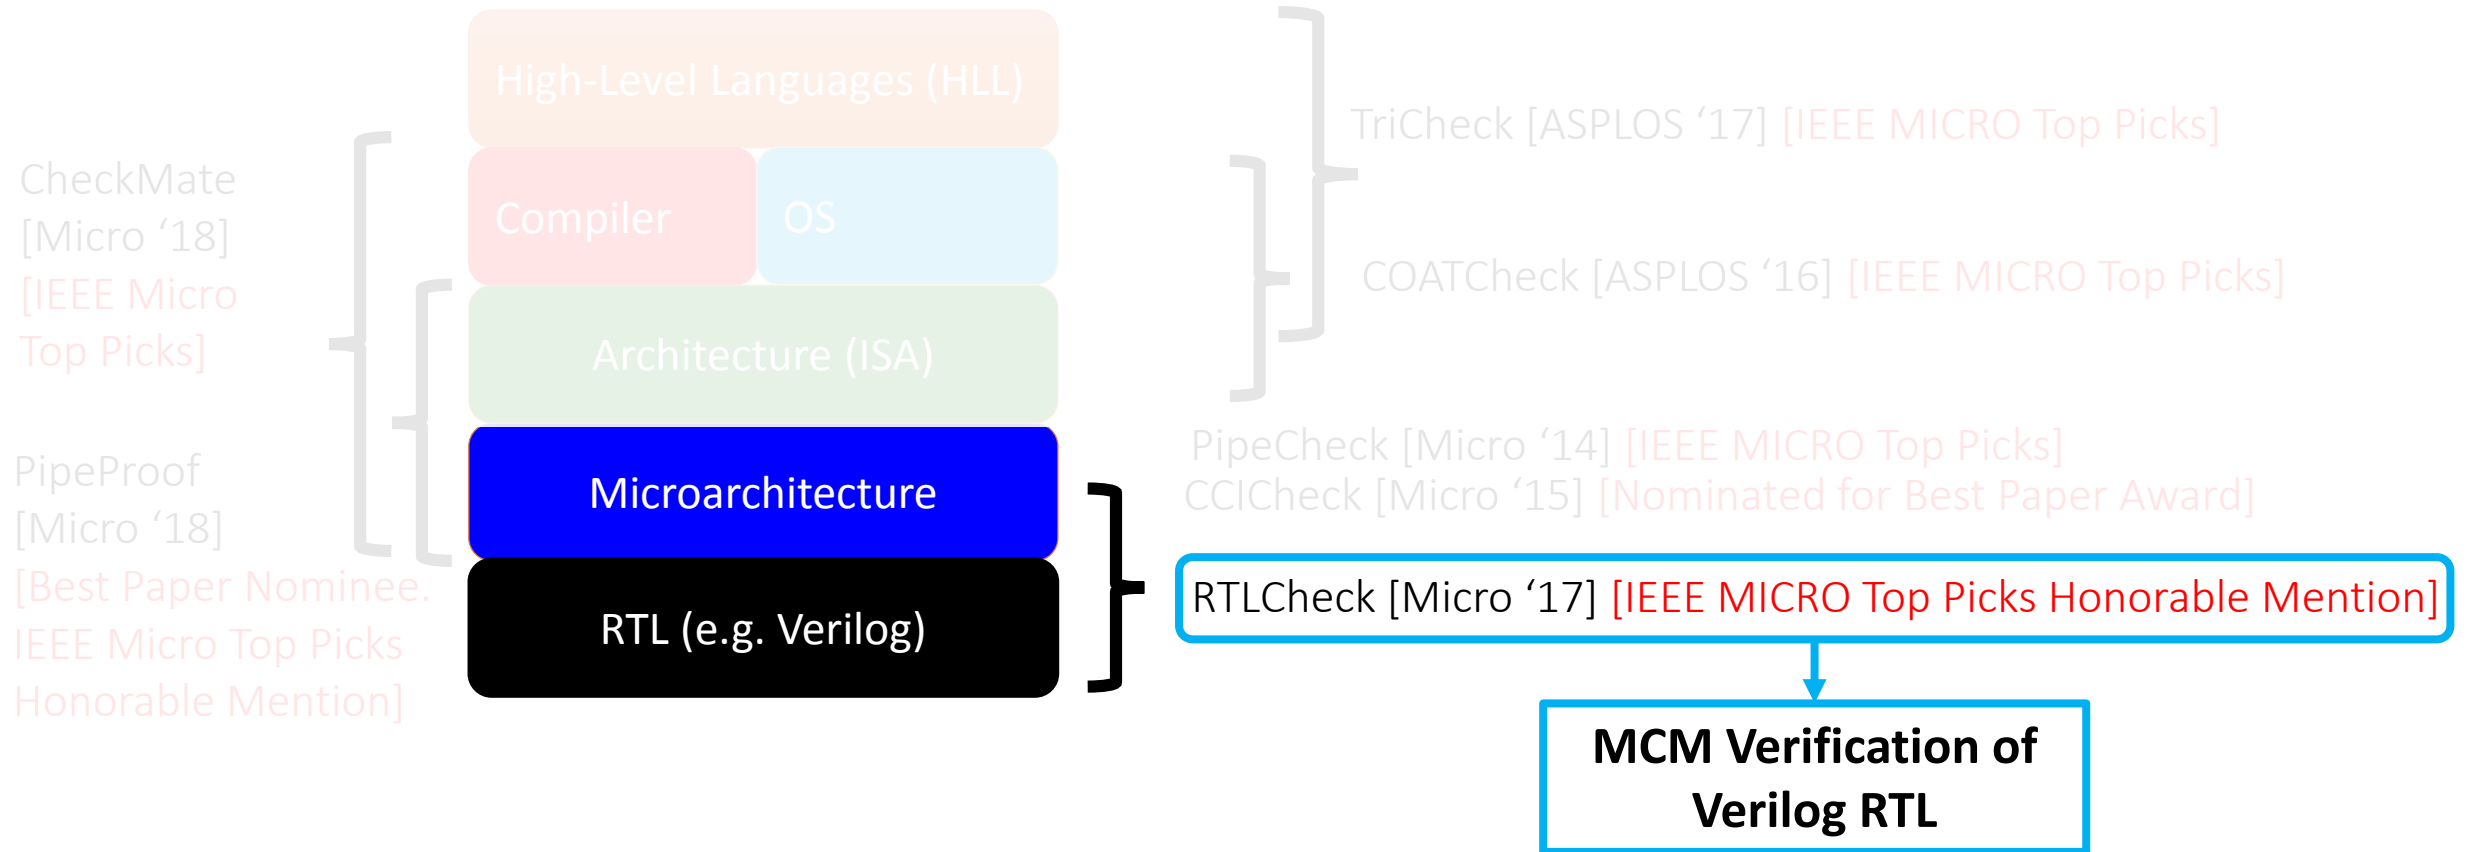 High-Level Languages (HLL)
Compiler
OS
Architecture (ISA)
Microarchitecture
RTL (e.g. Verilog)
CheckMate
[Micro ‘18]
[IEEE Micro
Top Picks]
PipeProof
[Micro ‘18]
[Best Paper Nominee.
IEEE Micro Top Picks
Honorable Mention]
TriCheck [ASPLOS ‘17] [IEEE MICRO Top Picks]
COATCheck [ASPLOS ‘16] [IEEE MICRO Top Picks]
PipeCheck [Micro ‘14] [IEEE MICRO Top Picks]
CCICheck [Micro ‘15] [Nominated for Best Paper Award]
RTLCheck [Micro ‘17] [IEEE MICRO Top Picks Honorable Mention]
MCM Verification of
Verilog RTL